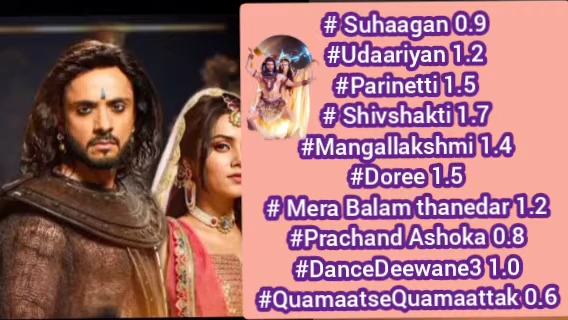 # Suhaagan 0.9
#Udaariyan 1.2
#Parinetti 1.5
# Shivshakti 1.7
#Mangallakshmi 1.4
#Doree 1.5
# Mera Balam thanedar 1.2
#Prachand Ashoka 0.8
#DanceDeewane3 1.0
#QuamaatseQuamaattak 0.6